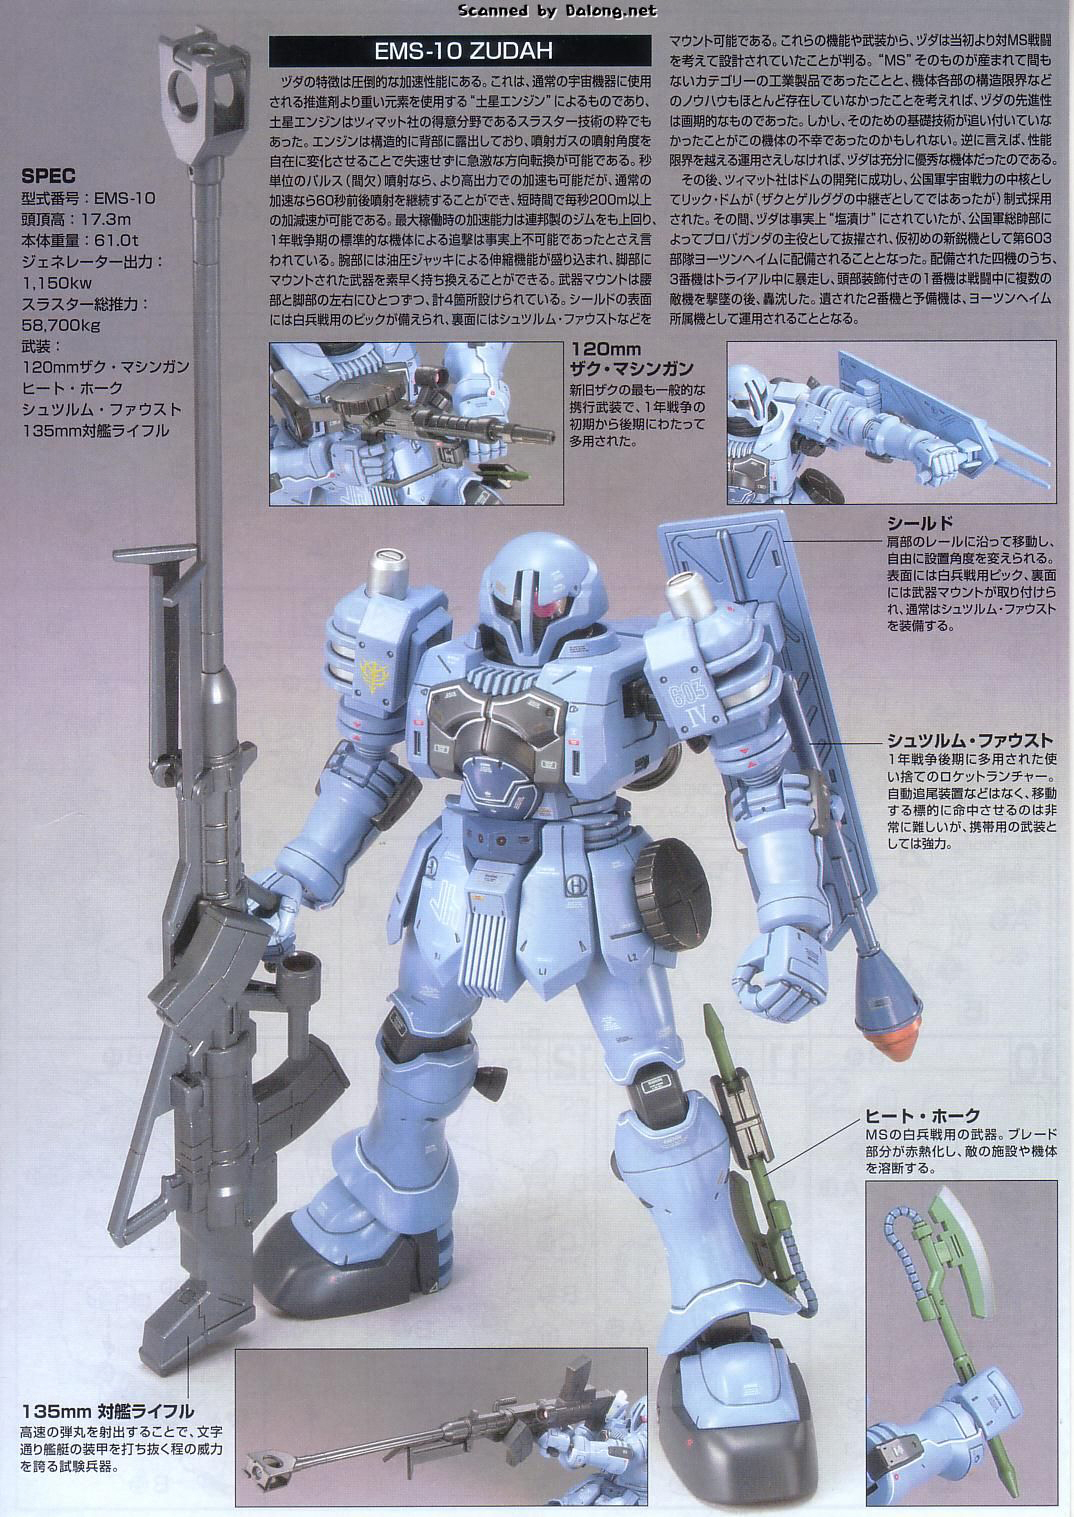 Scanned by Dalong.net
EMS-10 ZUDAH
ヅダの特徴は圧倒的な加速性能にある。これは、通常の宇宙機器に使用
される推進剤より重い元素を使用する“土星エンジン”によるものであり、
土星エンジンはツィマット社の得意分野であるスラスター技術の粋でも
あった。エンジンは構造的に背部に露出しており、噴射ガスの噴射角度を
自在に変化させることで失速せずに急激な方向転換が可能である。秒
単位のパルス(間欠)噴射なら、より高出力での加速も可能だが、通常の
加速なら60秒前後噴射を継続することができ、短時間で毎秒200m以上
の加減速が可能である。最大稼働時の加速能力は連邦製のジムをも上回り、
1年戦争期の標準的な機体による追撃は事実上不可能であったとさえ言
われている。腕部には油圧ジャッキによる伸縮機能が盛り込まれ、脚部に
マウントされた武器を素早く持ち換えることができる。武器マウントは腰
部と脚部の左右にひとつずつ、計4箇所設けられている。シールドの表面
には白兵戦用のピックが備えられ、裏面にはシュツルム・ファウストなどを
マウント可能である。これらの機能や武装から、ヅダは当初より対MS戦闘
を考えて設計されていたことが判る。“MS”そのものが産まれて間も
ないカテゴリーの工業製品であったことと、機体各部の構造限界など
のノウハウもほとんど存在していなかったことを考えれば、ヅダの先進性
は画期的なものであった。しかし、そのための基礎技術が追い付いていな
かったことがこの機体の不幸であったのかもしれない。逆に言えば、性能
限界を越える運用さえしなければ、ヅダは充分に優秀な機体だったのである。
その後、ツィマット社はドムの開発に成功し、公国軍宇宙戦力の中核とし
てリック・ドムが(ザクとゲルググの中継ぎとしてではあったが)制式採用
された。その間、ヅダは事実上“塩漬け”にされていたが、公国軍総帥部に
よってプロパガンダの主役として抜擢され、仮初めの新鋭機として第603
部隊ヨーツンヘイムに配備されることとなった。配備された四機のうち、
3番機はトライアル中に暴走し、頭部装飾付きの1番機は戦闘中に複数の
敵機を撃墜の後、轟沈した。遺された2番機と予備機は、ヨーツンヘイム
所属機として運用されることとなる。
SPEC
型式番号:EMS-10
頭頂高:17.3m
本体重量:61.0t
ジェネレーター出力:
1,150kw
スラスター総推力:
58,700kg
武装:
120mmザク・マシンガン
ヒート・ホーク
シュツルム・ファウスト
135mm対艦ライフル
120mm
ザク・マシンガン
新旧ザクの最も一般的な
携行武装で、1年戦争の
初期から後期にわたって
多用された。
シールド
肩部のレールに沿って移動し、
自由に設置角度を変えられる。
表面には白兵戦用ピック、裏面
には武器マウントが取り付けら
れ、通常はシュツルム・ファウスト
を装備する。
603
IV
シュツルム・ファウスト
1年戦争後期に多用された使
い捨てのロケットランチャー。
自動追尾装置などはなく、移動
する標的に命中させるのは非
常に難しいが、携帯用の武装と
しては強力。
H
H
L1
L2
ヒート・ホーク
MSの白兵戦用の武器。ブレード
部分が赤熱化し、敵の施設や機体
を溶断する。
135mm 対艦ライフル
高速の弾丸を射出することで、文字
通り艦艇の装甲を打ち抜く程の威力
を誇る試験兵器。